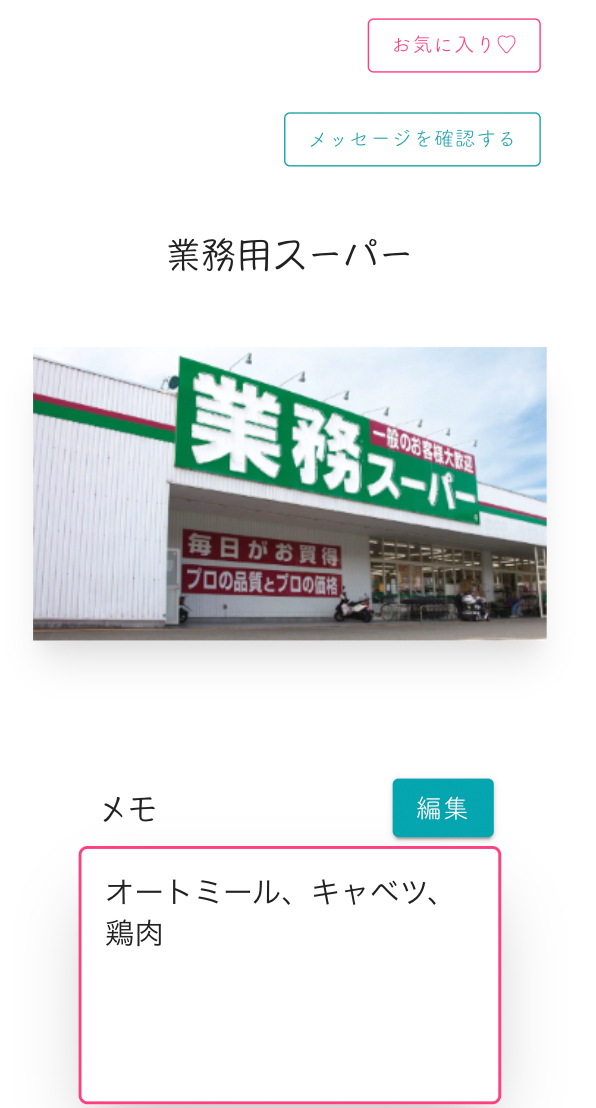 お気に入り♡
メッセージを確認する
業務用スーパー
業務
一般のお客様大歓迎
スーパー
毎日がお買得
プロの品質とプロの価格
メモ
編集
オートミール、キャベツ、
鶏肉